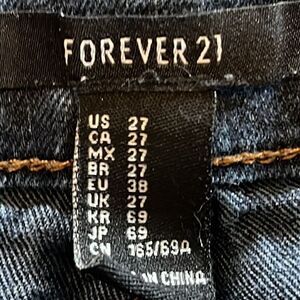 FOREVER 21
US 27
CA 27
MX 27
BR 27
EU 38
UK 27
KR 69
JP 69
CN 165/69A
IN CHINA